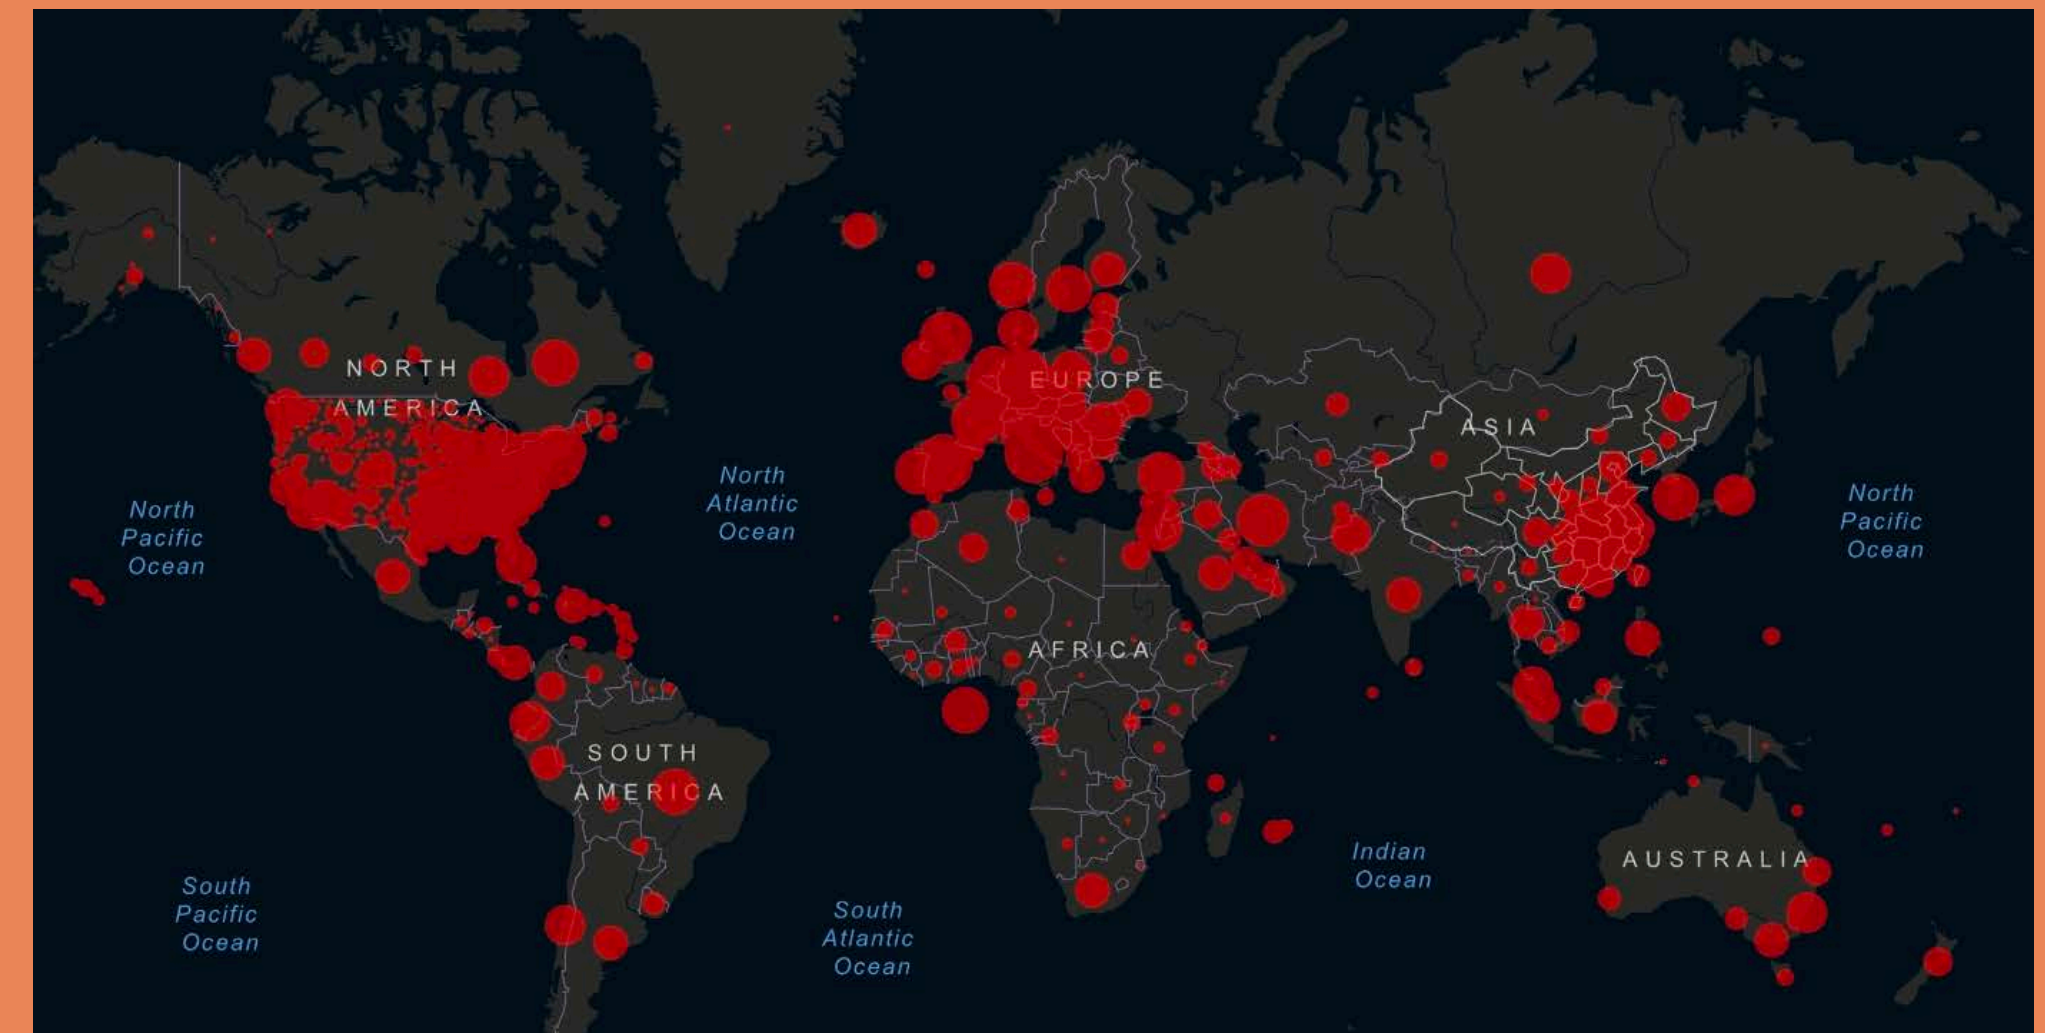 NORTH
AMERICA
EUROPE
ASIA
North
Atlantic
Ocean
North
Pacific
Ocean
North
Pacific
Ocean
AFRICA
SOUTH
AMERICA
Indian
Ocean
AUSTRALIA
South
Pacific
Ocean
South
Atlantic
Ocean